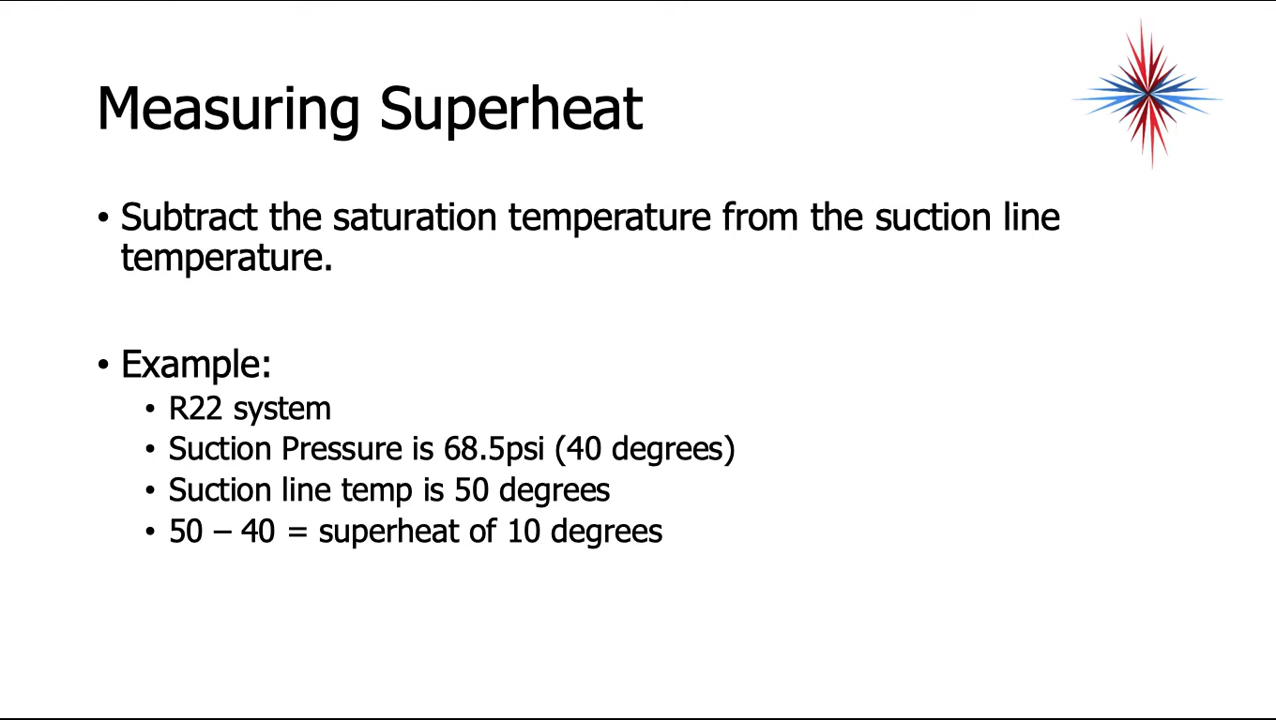 Measuring Superheat
• Subtract the saturation temperature from the suction line
temperature.
• Example:
• R22 system
• Suction Pressure is 68.5psi (40 degrees)
• Suction line temp is 50 degrees
• 50 – 40 = superheat of 10 degrees